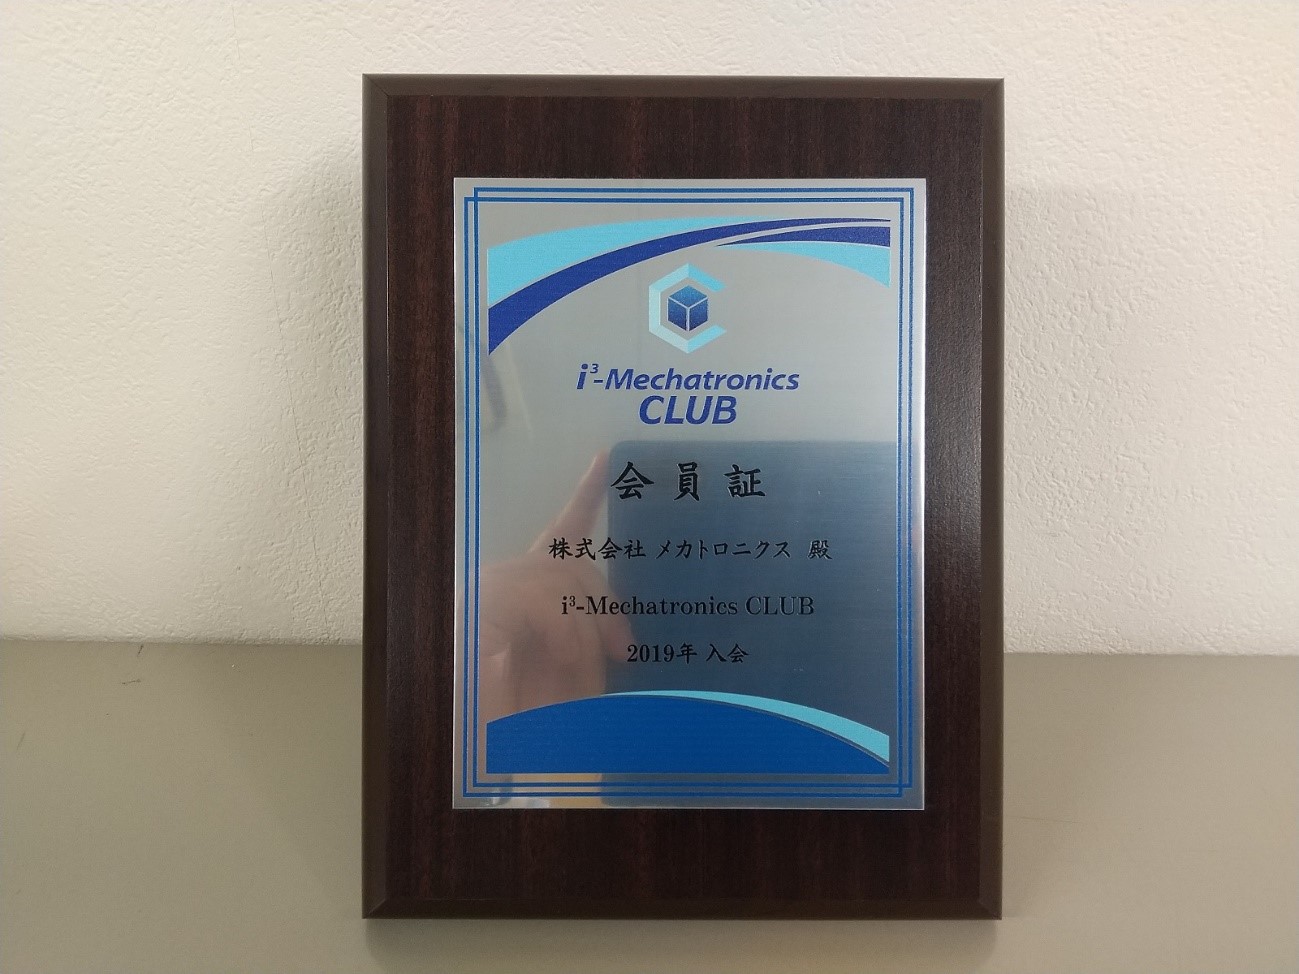 i³-Mechatronics
CLUB
会員証
株式会社 メカトロニクス 殿
i³-Mechatronics CLUB
2019年 入会